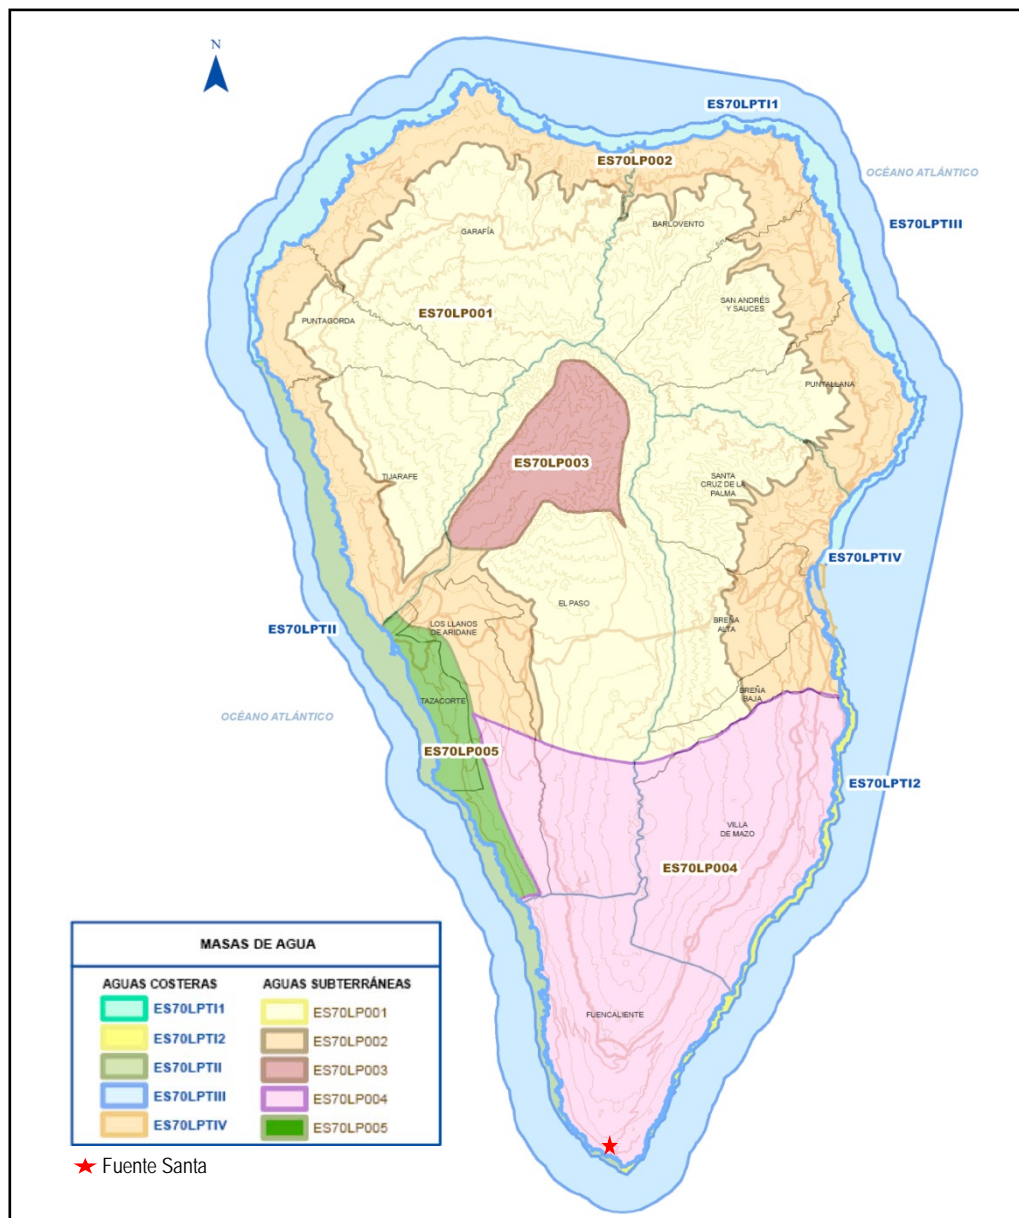 N
ES70LPTI1
ES70LP002
OCÉANO ATLÁNTICO
ES70LPTIII
GARAFÍA
BARLOVENTO
SAN ANDRÉS
Y SAUCES
ES70LP001
PUNTAGORDA
PUNTALLANA
ES70LP003
TIJARAFE
SANTA
CRUZ DE LA
PALMA
ES70LPTIV
EL PASO
ES70LPTII
LOS LLANOS
DE ARIDANE
BREÑA
ALTA
BREÑA
BAJA
TAZACORTE
OCÉANO ATLÁNTICO
ES70LP005
ES70LPTI2
VILLA
DE MAZO
ES70LP004
FUENCALIENTE
MASAS DE AGUA
AGUAS COSTERAS
ES70LPTI1
ES70LPTI2
ES70LPTII
ES70LPTIII
ES70LPTIV
AGUAS SUBTERRÁNEAS
ES70LP001
ES70LP002
ES70LP003
ES70LP004
ES70LP005
Fuente Santa